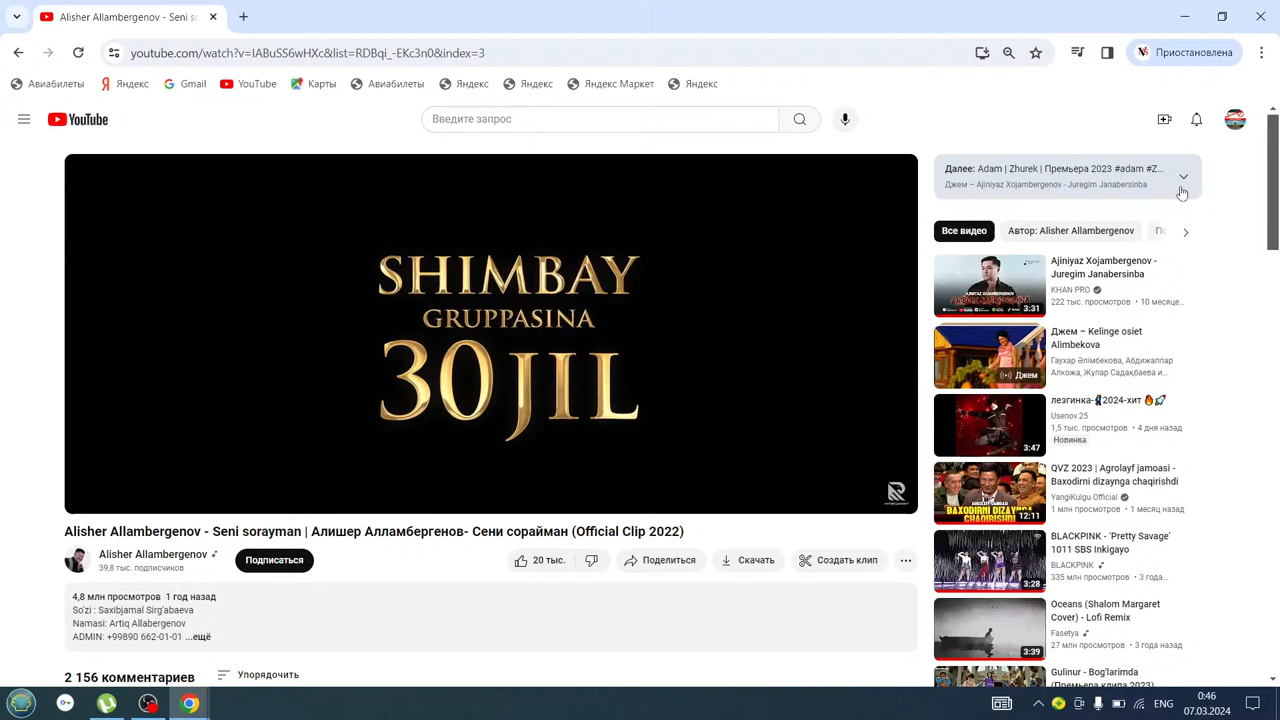 Alisher Allambergenov - Seni so
youtube.com/watch?v=IABuSS6wHXc&list=RDBqi_-EKc3n0&index=3
Приостановлена
Авиабилеты
Яндекс
Gmail
YouTube
Карты
Авиабилеты
Яндекс
Яндекс
Яндекс Маркет
Яндекс
YouTube
Введите запрос
SHIMBAY
GRUPPASINA
30 JIL
Alisher Allambergenov - Seni sorayman | Алишер Алламбергенов- Сени сорайман (Official Clip 2022)
Alisher Allambergenov
39,8 тыс. подписчиков
Подписаться
20 тыс.
Поделиться
Скачать
Создать клип
4,8 млн просмотров 1 год назад
So'zi : Saxibjamal Sirg'abaeva
Namasi: Artiq Allabergenov
ADMIN: +99890 662-01-01 ...ещё
2 156 комментариев
Упорядочить
Далее: Adam | Zhurek | Премьера 2023 #adam #Z...
Джем – Ajiniyaz Xojambergenov - Juregim Janabersinba
Все видео
Автор: Alisher Allambergenov
По
Ajiniyaz Xojambergenov -
Juregim Janabersinba
KHAN PRO
222 тыс. просмотров • 10 месяце...
3:31
Джем – Kelinge osiet
Alimbekova
Гаухар Әлімбекова, Абдижаппар
Алкожа, Жұпар Садақбаева и...
Джем
лезгинка-🥷2024-хит🔥🚀
Usenov.25
1,5 тыс. просмотров • 4 дня назад
Новинка
3:47
QVZ 2023 | Agrolayf jamoasi -
Baxodirni dizaynga chaqirishdi
YangiKulgu Official
1 млн просмотров • 1 месяц назад
BAXODIRNI DIZAYNGA
CHAQIRISHDI
12:11
BLACKPINK - 'Pretty Savage'
1011 SBS Inkigayo
BLACKPINK
335 млн просмотров • 3 года...
3:28
Oceans (Shalom Margaret
Cover) - Lofi Remix
Fasetya
27 млн просмотров • 3 года назад
3:39
Gulinur - Bog'larimda
(Премьера клипа 2023)
ENG
0:46
07.03.2024